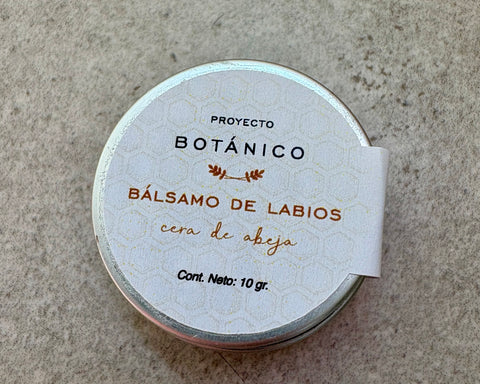 PROYECTO
BOTÁNICO
BÁLSAMO DE LABIOS
cera de abeja
Cont. Neto: 10 gr.